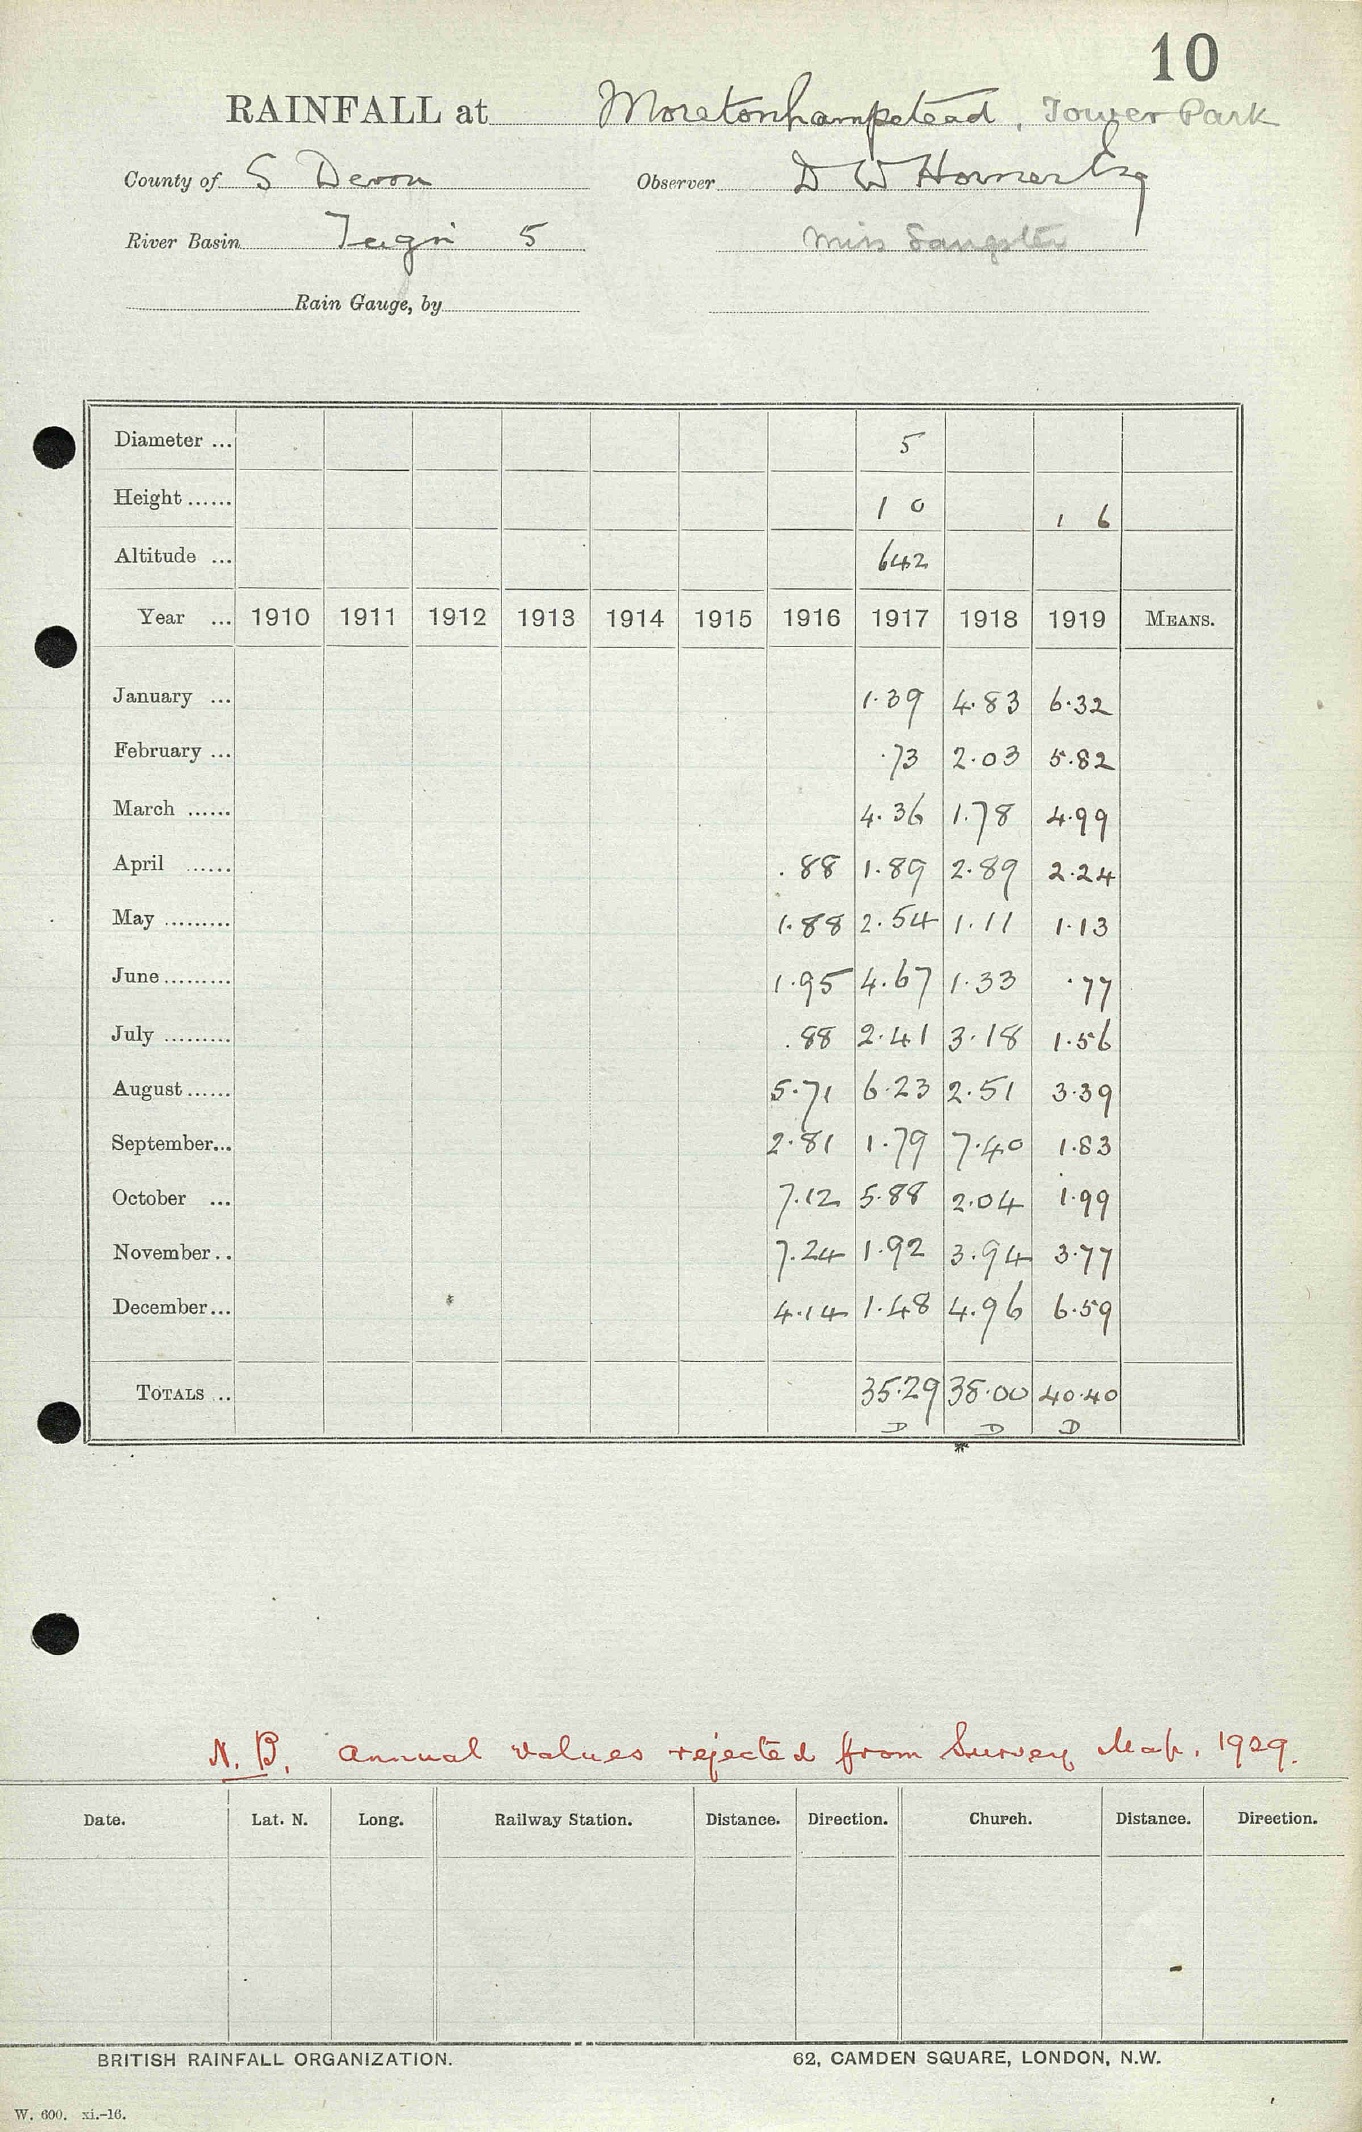 10
RAINFALL at Moretonhampstead, Tower Park
County of S Devon Observer D W Horner Esq
River Basin Teign 5 Miss Sangster
Rain Gauge, by
Diameter ... 5
Height ...... 1 0 1 6
Altitude ... 642
Year ... 1910 1911 1912 1913 1914 1915 1916 1917 1918 1919 MEANS.
January ... 1.39 4.83 6.32
February ... .73 2.03 5.82
March ...... 4.36 1.78 4.99
April ...... .88 1.89 2.89 2.24
May ......... 1.88 2.54 1.11 1.13
June ......... 1.95 4.67 1.33 .77
July ......... .88 2.41 3.18 1.56
August ...... 5.71 6.23 2.51 3.39
September... 2.81 1.79 7.40 1.83
October ... 7.12 5.88 2.04 1.99
November .. 7.24 1.92 3.94 3.77
December... 4.14 1.48 4.96 6.59
TOTALS .. 35.29 38.00 40.40
D D D
*
N.B. Annual values rejected from Survey Map. 1929.
Date. Lat. N. Long. Railway Station. Distance. Direction. Church. Distance. Direction.
BRITISH RAINFALL ORGANIZATION. 62, CAMDEN SQUARE, LONDON, N.W.
W. 600. xi.-16.